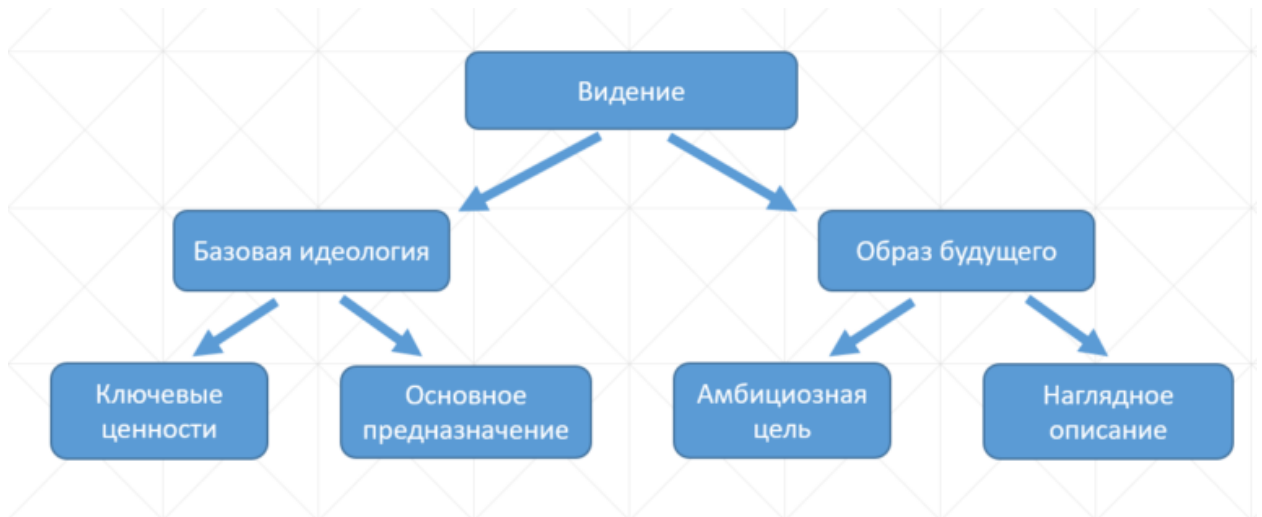 Видение
Базовая идеология
Образ будущего
Ключевые
ценности
Основное
предназначение
Амбициозная
цель
Наглядное
описание